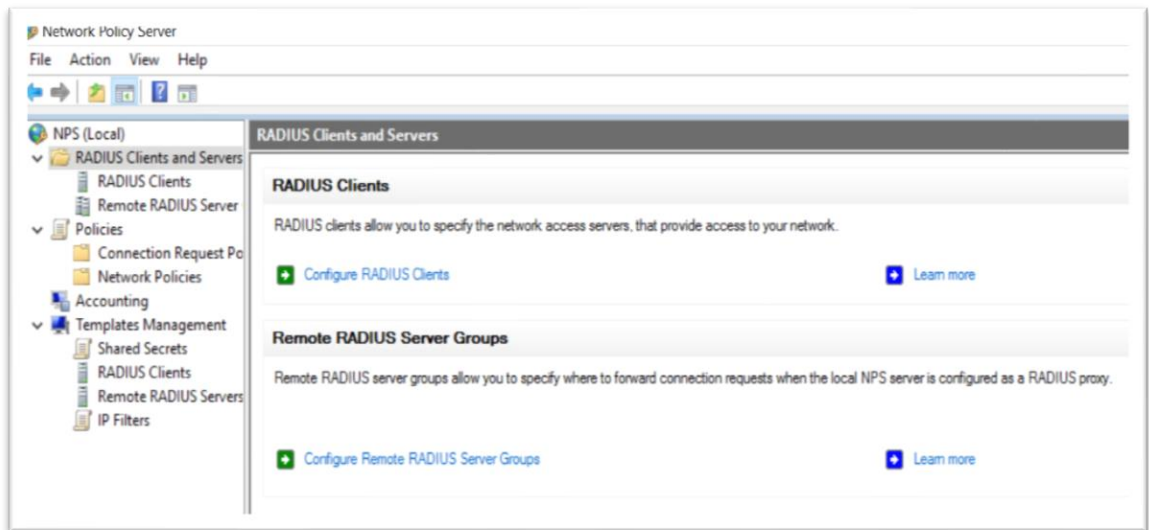 Network Policy Server
File Action View Help
NPS (Local)
RADIUS Clients and Servers
RADIUS Clients
Remote RADIUS Server
Policies
Connection Request Po
Network Policies
Accounting
Templates Management
Shared Secrets
RADIUS Clients
Remote RADIUS Servers
IP Filters
RADIUS Clients and Servers
RADIUS Clients
RADIUS clients allow you to specify the network access servers, that provide access to your network.
Configure RADIUS Clients
Learn more
Remote RADIUS Server Groups
Remote RADIUS server groups allow you to specify where to forward connection requests when the local NPS server is configured as a RADIUS proxy.
Configure Remote RADIUS Server Groups
Learn more